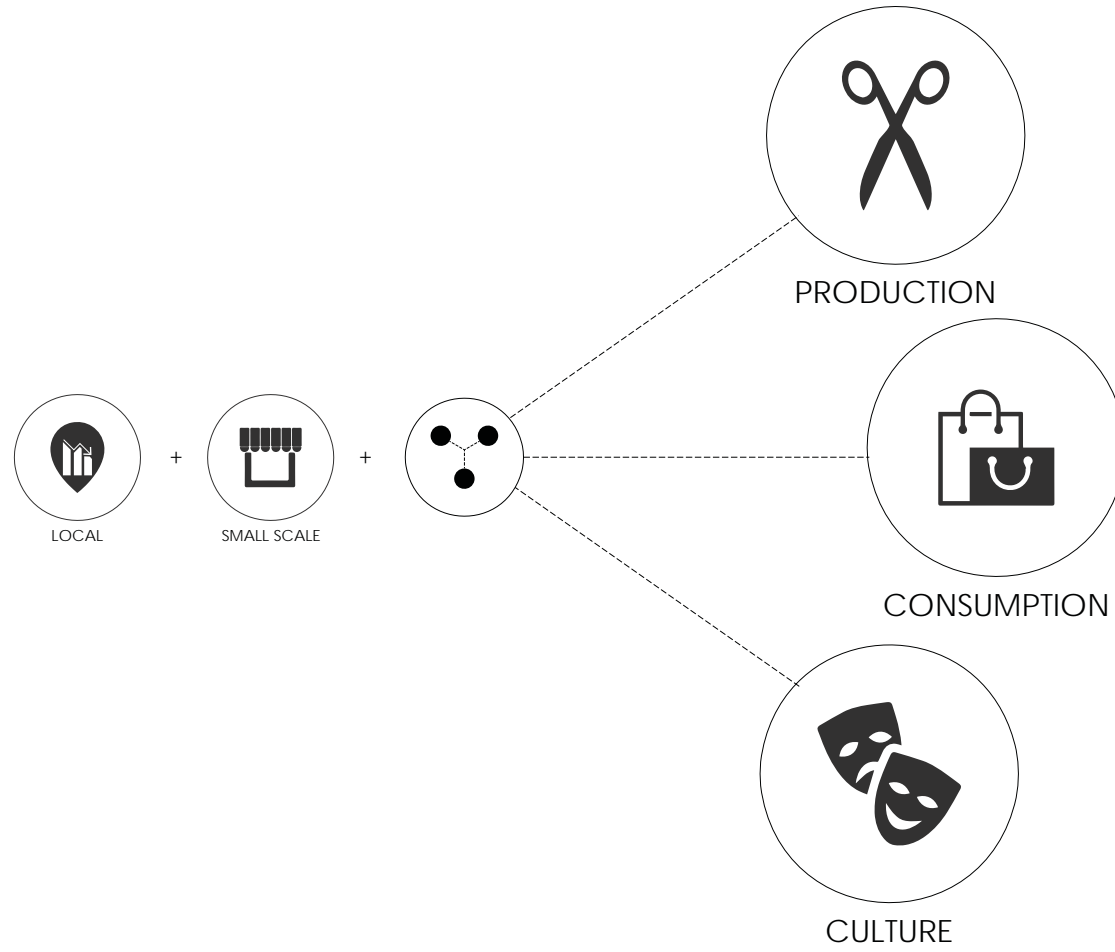 PRODUCTION
+
+
LOCAL
SMALL SCALE
CONSUMPTION
CULTURE